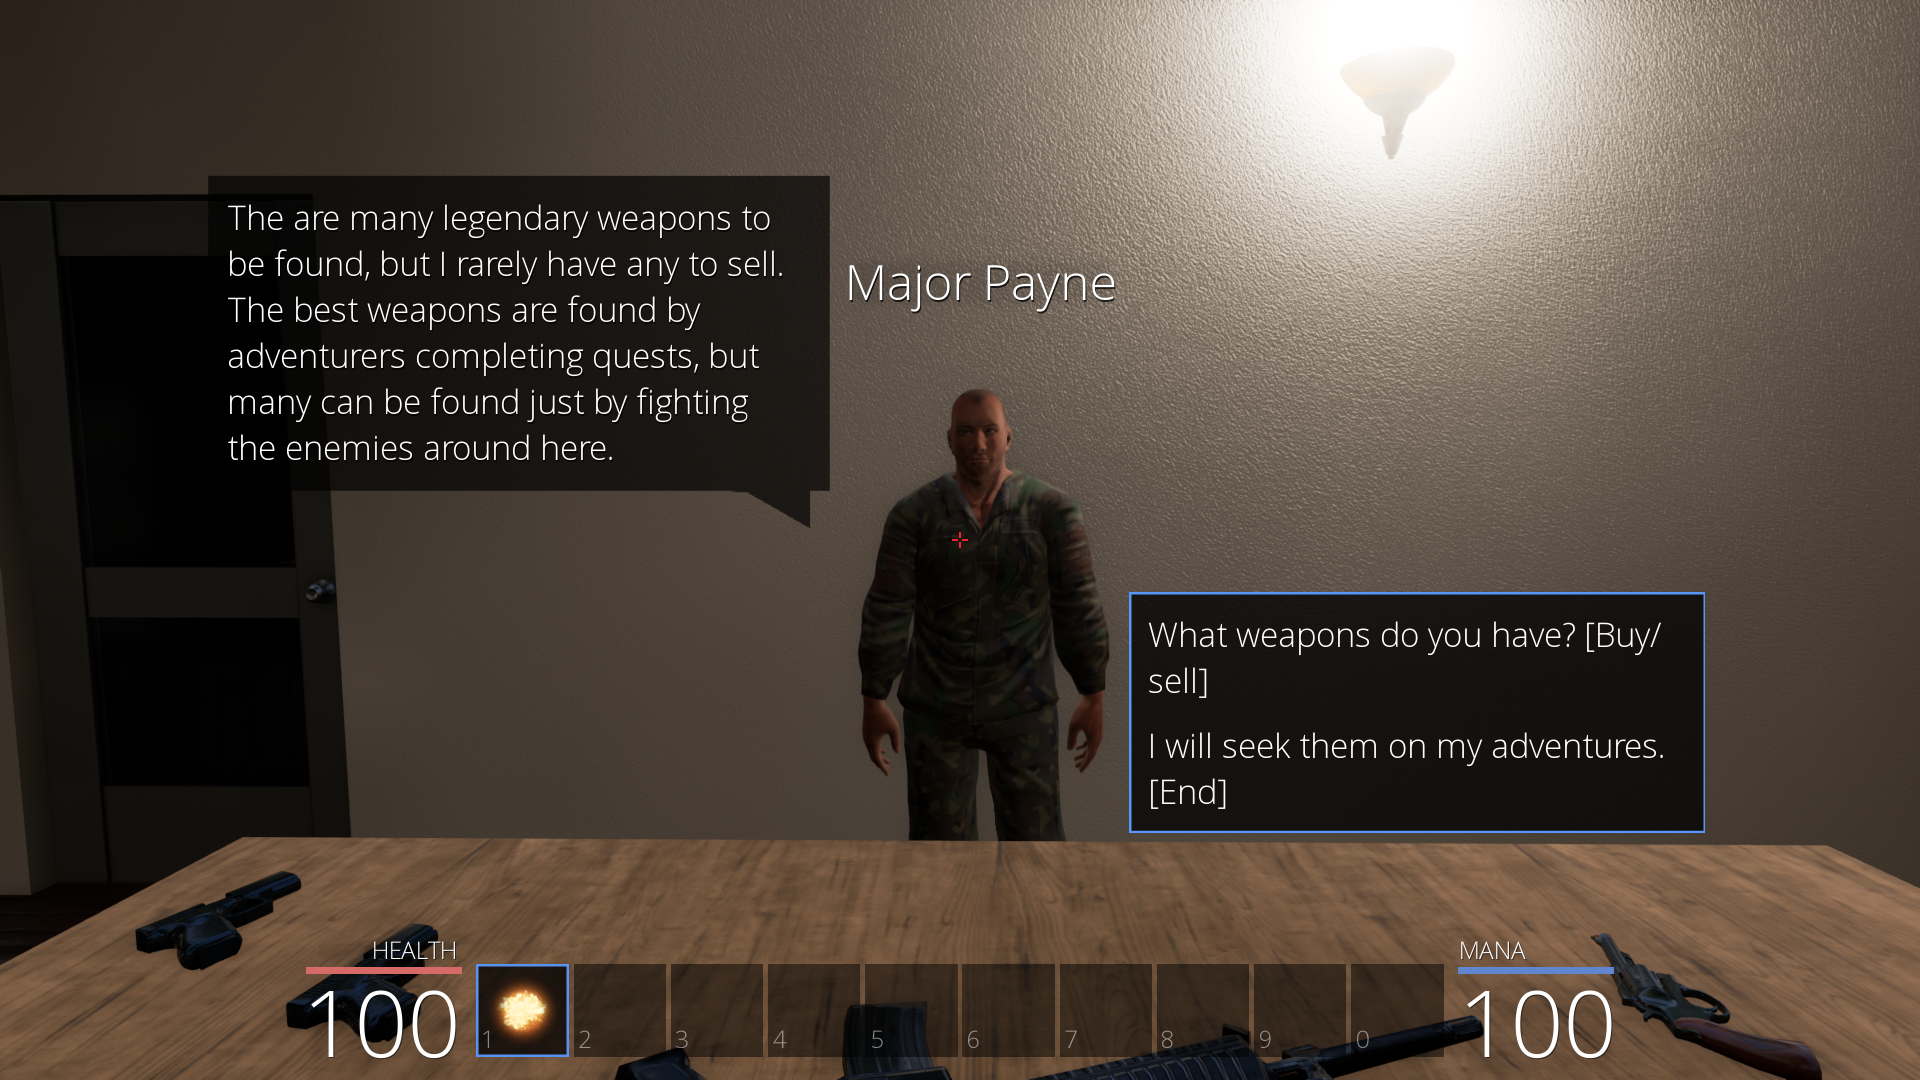 The are many legendary weapons to
be found, but I rarely have any to sell.
The best weapons are found by
adventurers completing quests, but
many can be found just by fighting
the enemies around here.
Major Payne
What weapons do you have? [Buy/
sell]
I will seek them on my adventures.
[End]
HEALTH
100
1 2 3 4 5 6 7 8 9 0
MANA
100